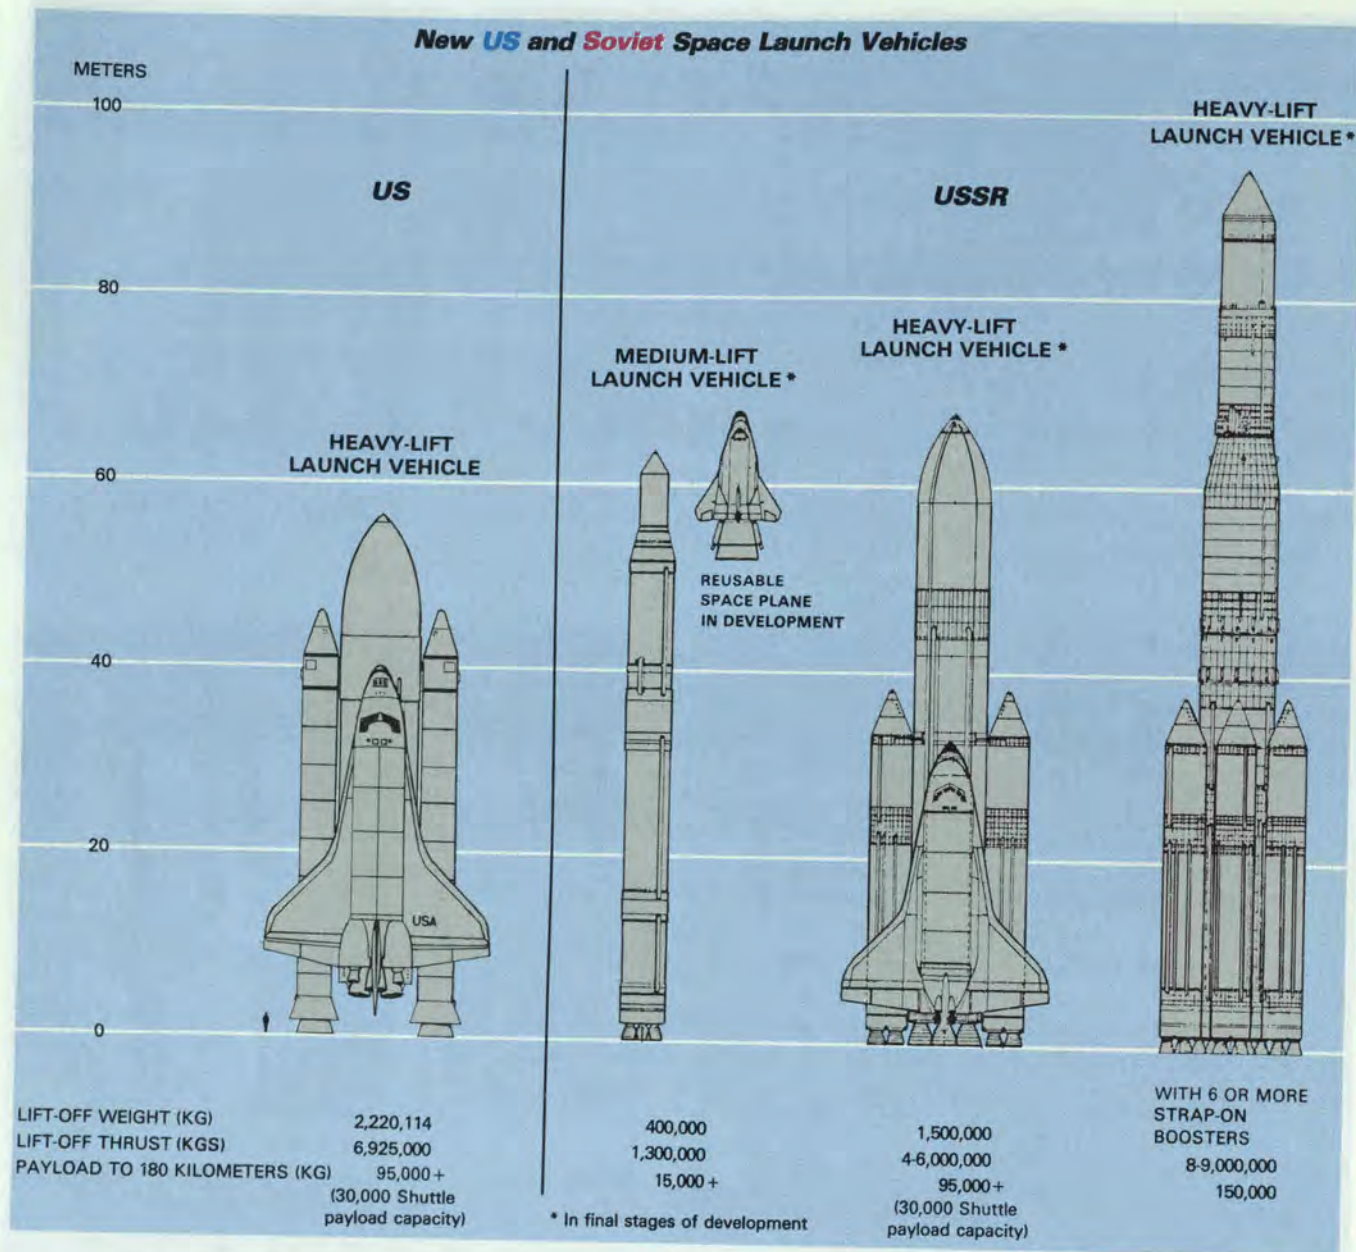 New US and Soviet Space Launch Vehicles
METERS
100
80
60
40
20
0
US
HEAVY-LIFT
LAUNCH VEHICLE
USA
USSR
MEDIUM-LIFT
LAUNCH VEHICLE *
REUSABLE
SPACE PLANE
IN DEVELOPMENT
HEAVY-LIFT
LAUNCH VEHICLE *
HEAVY-LIFT
LAUNCH VEHICLE *
LIFT-OFF WEIGHT (KG)
LIFT-OFF THRUST (KGS)
PAYLOAD TO 180 KILOMETERS (KG)
2,220,114
6,925,000
95,000 +
(30,000 Shuttle
payload capacity)
400,000
1,300,000
15,000 +
* In final stages of development
1,500,000
4-6,000,000
95,000 +
(30,000 Shuttle
payload capacity)
WITH 6 OR MORE
STRAP-ON
BOOSTERS
8-9,000,000
150,000